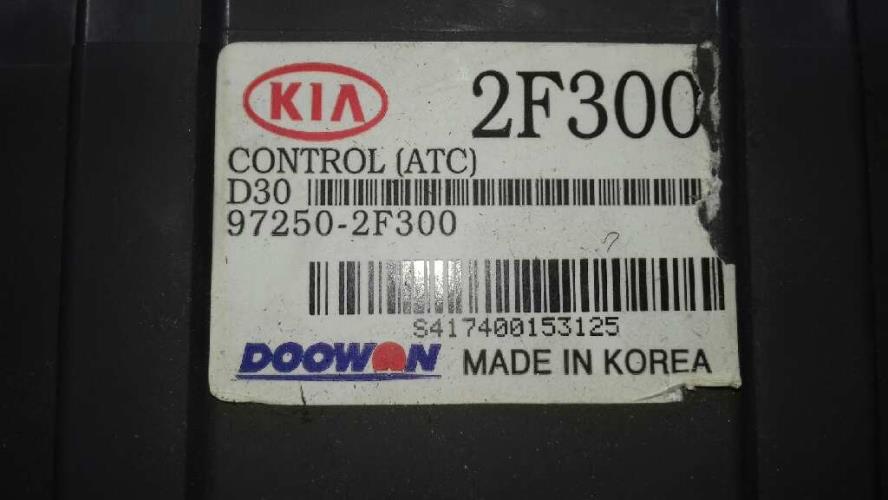 KIA 2F300
CONTROL (ATC)
D30
97250-2F300
S417400153125
DOOWON MADE IN KOREA